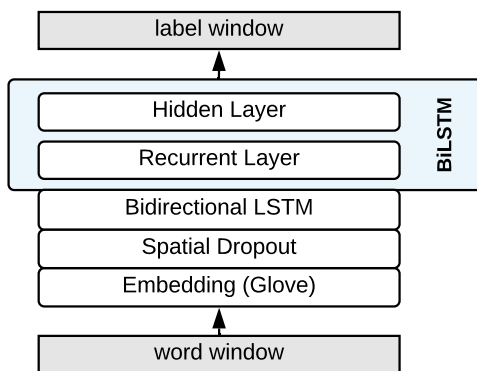 label window
Hidden Layer
BiLSTM
Recurrent Layer
Bidirectional LSTM
Spatial Dropout
Embedding (Glove)
word window